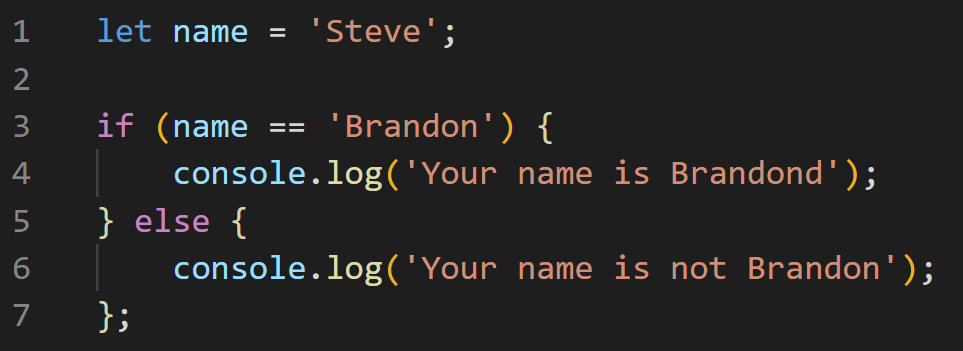 1 let name = 'Steve';
2
3 if (name == 'Brandon') {
4     console.log('Your name is Brandond');
5 } else {
6     console.log('Your name is not Brandon');
7 };